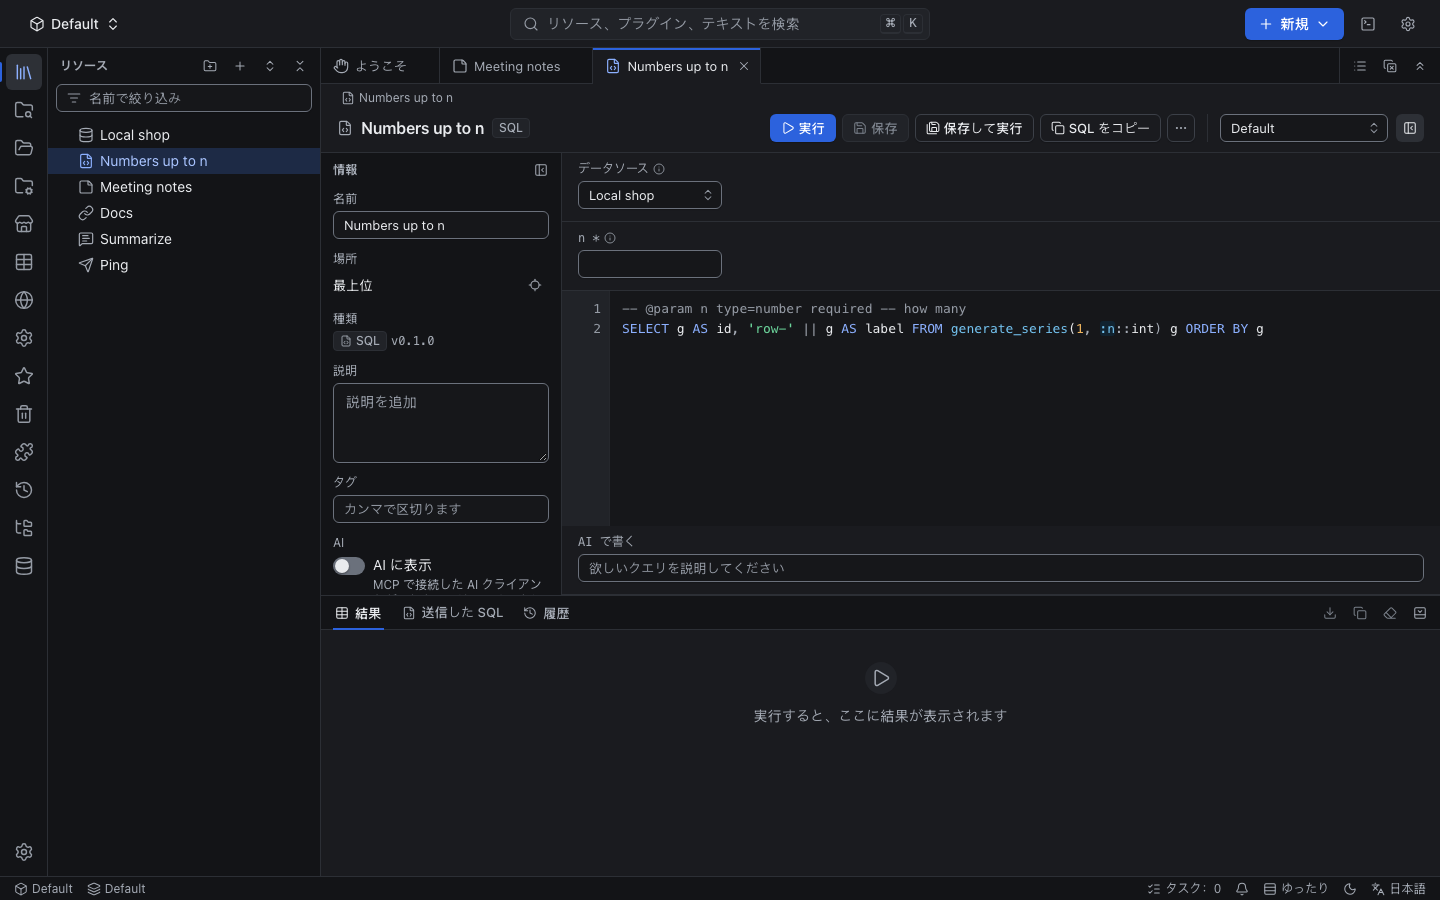 Default
リソース、プラグイン、テキストを検索
⌘ K
新規
リソース
名前で絞り込み
Local shop
Numbers up to n
Meeting notes
Docs
Summarize
Ping
ようこそ
Meeting notes
Numbers up to n
Numbers up to n
Numbers up to n SQL
実行
保存
保存して実行
SQL をコピー
Default
情報
名前
Numbers up to n
場所
最上位
種類
SQL v0.1.0
説明
説明を追加
タグ
カンマで区切ります
AI
AI に表示
MCP で接続した AI クライアン
データソース
Local shop
n *
1 -- @param n type=number required -- how many
2 SELECT g AS id, 'row-' || g AS label FROM generate_series(1, :n::int) g ORDER BY g
AI で書く
欲しいクエリを説明してください
結果
送信した SQL
履歴
実行すると、ここに結果が表示されます
Default
Default
タスク: 0
ゆったり
日本語